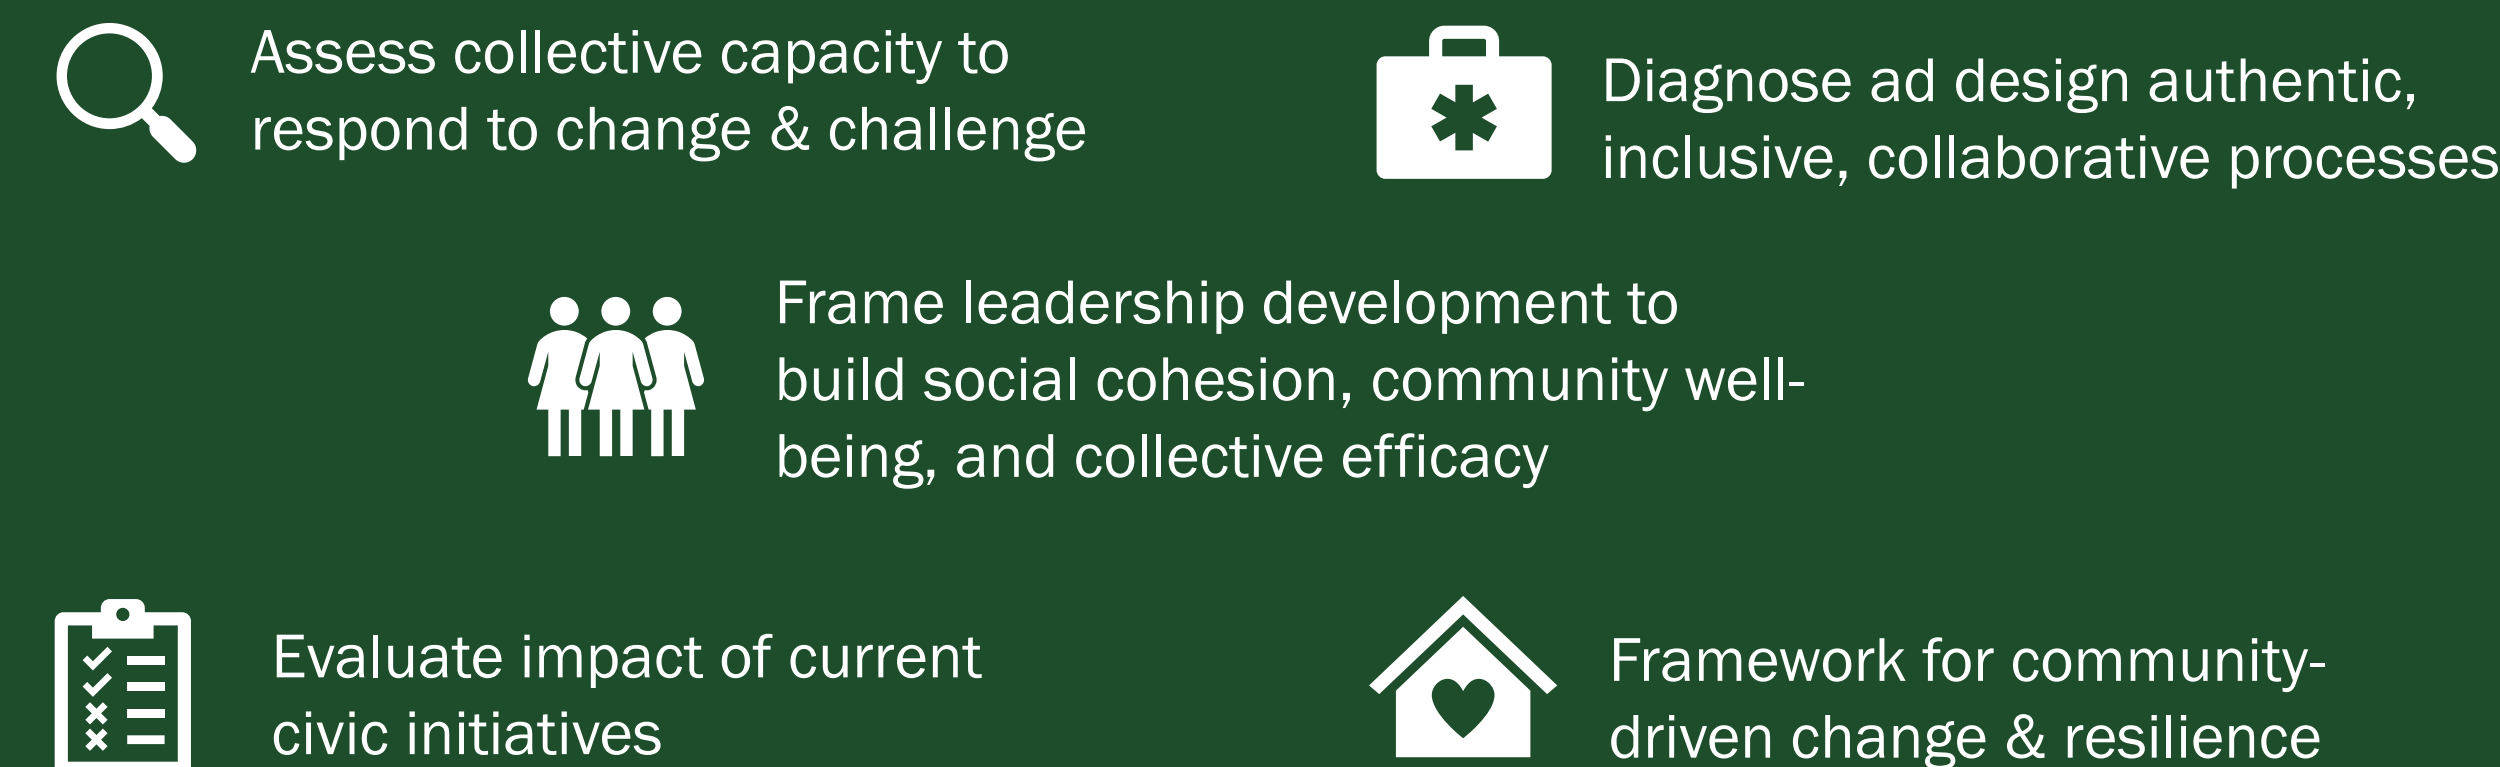 Assess collective capacity to
respond to change & challenge
Diagnose and design authentic,
inclusive, collaborative processes
Frame leadership development to
build social cohesion, community well-
being, and collective efficacy
Evaluate impact of current
civic initiatives
Framework for community-
driven change & resilience